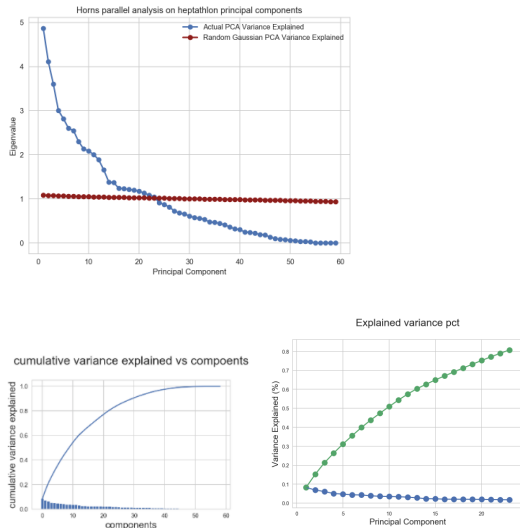 Horns parallel analysis on heptathlon principal components
Actual PCA Variance Explained
Random Gaussian PCA Variance Explained
Eigenvalue
5
4
3
2
1
0
0 10 20 30 40 50 60
Principal Component
cumulative variance explained vs compoents
cumulative variance explained
1.0
0.8
0.6
0.4
0.2
0.0
0 10 20 30 40 50 60
components
Explained variance pct
Variance Explained (%)
0.8
0.7
0.6
0.5
0.4
0.3
0.2
0.1
0.0
0 5 10 15 20
Principal Component